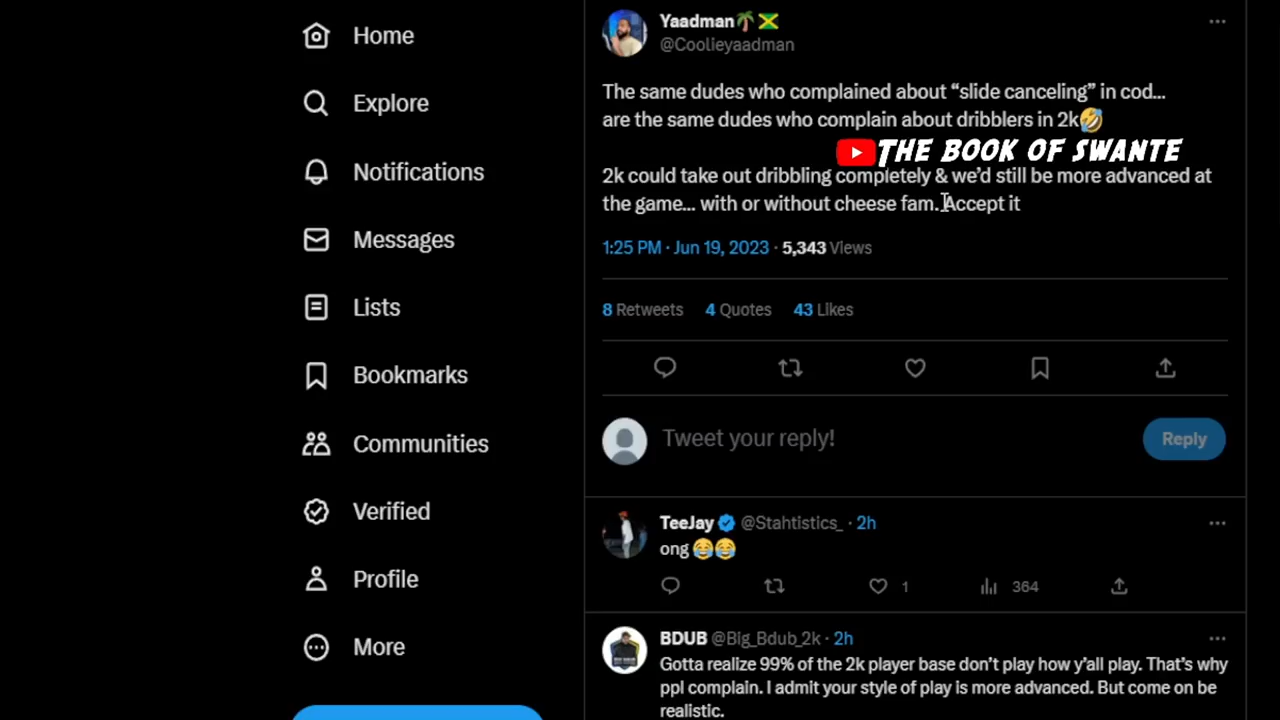 Home
Explore
Notifications
Messages
Lists
Bookmarks
Communities
Verified
Profile
More
Yaadman🌴🇯🇲
@Coolieyaadman
The same dudes who complained about “slide canceling” in cod...
are the same dudes who complain about dribblers in 2k🤣
THE BOOK OF SWANTE
2k could take out dribbling completely & we’d still be more advanced at
the game... with or without cheese fam. Accept it
1:25 PM · Jun 19, 2023 · 5,343 Views
8 Retweets 4 Quotes 43 Likes
Tweet your reply!
Reply
TeeJay @Stahtistics_ · 2h
ong 😂😂
1 364
BDUB @Big_Bdub_2k · 2h
Gotta realize 99% of the 2k player base don’t play how y’all play. That’s why
ppl complain. I admit your style of play is more advanced. But come on be
realistic.